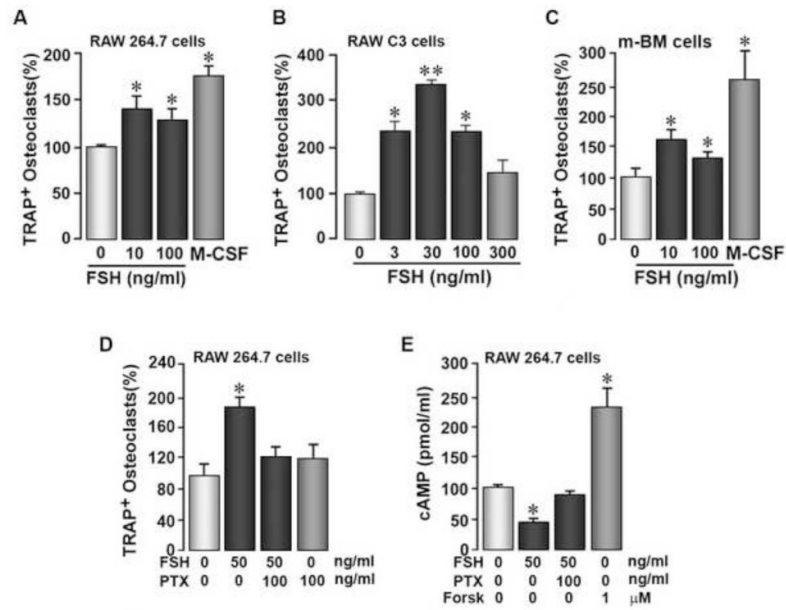 A
RAW 264.7 cells
TRAP+ Osteoclasts(%)
200
150
100
50
0
*
*
*
0 10 100 M-CSF
FSH (ng/ml)
B
RAW C3 cells
TRAP+ Osteoclasts(%)
400
300
200
100
0
*
**
*
0 3 30 100 300
FSH (ng/ml)
C
m-BM cells
TRAP+ Osteoclasts(%)
300
250
200
150
100
50
0
*
*
*
0 10 100 M-CSF
FSH (ng/ml)
D
RAW 264.7 cells
TRAP+ Osteoclasts(%)
240
200
160
120
80
40
0
*
FSH 0 50 50 0 ng/ml
PTX 0 0 100 100 ng/ml
E
RAW 264.7 cells
cAMP (pmol/ml)
300
250
200
150
100
50
0
*
*
FSH 0 50 50 0 ng/ml
PTX 0 0 100 0 ng/ml
Forsk 0 0 0 1 µM